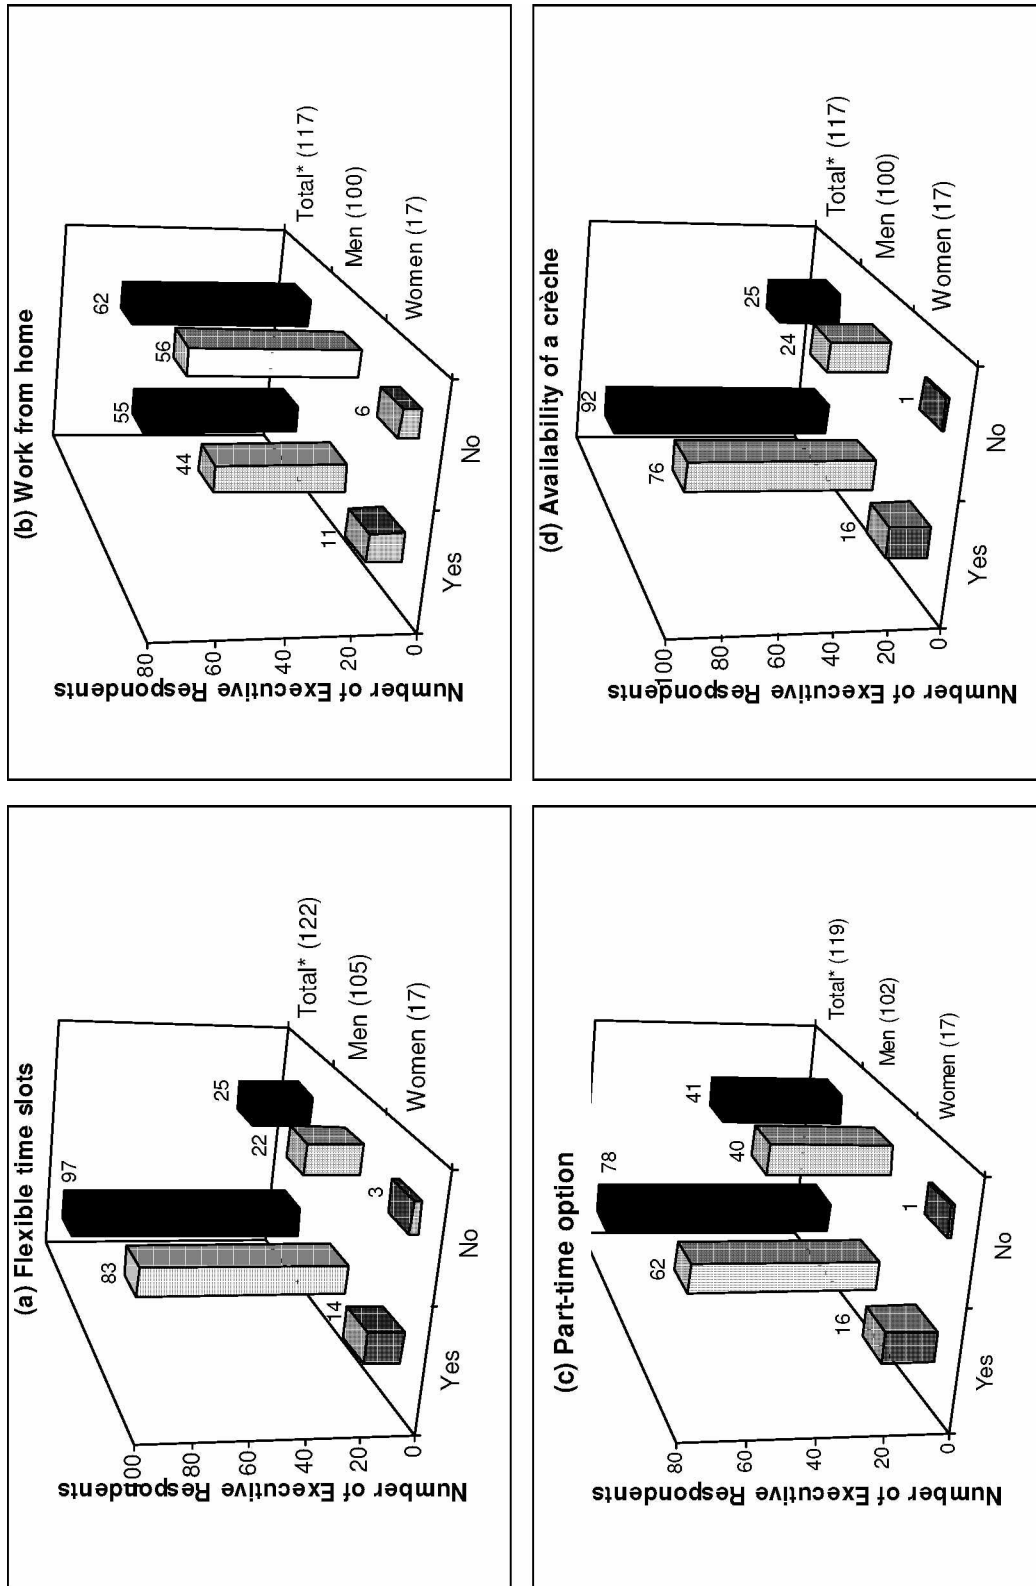 (a) Flexible time slots
Number of Executive Respondents
100
80
60
40
20
0
97
83
14
25
22
3
Yes
No
Total* (122)
Men (105)
Women (17)
(b) Work from home
Number of Executive Respondents
80
60
40
20
0
55
44
11
62
56
6
Yes
No
Total* (117)
Men (100)
Women (17)
(c) Part-time option
Number of Executive Respondents
80
60
40
20
0
78
62
16
41
40
1
Yes
No
Total* (119)
Men (102)
Women (17)
(d) Availability of a crèche
Number of Executive Respondents
100
80
60
40
20
0
92
76
16
25
24
1
Yes
No
Total* (117)
Men (100)
Women (17)